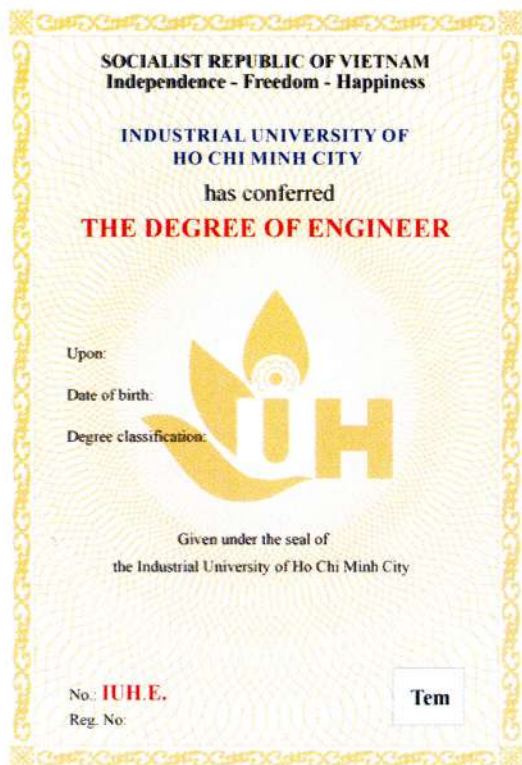 SOCIALIST REPUBLIC OF VIETNAM
Independence - Freedom - Happiness
INDUSTRIAL UNIVERSITY OF
HO CHI MINH CITY
has conferred
THE DEGREE OF ENGINEER
Upon:
Date of birth:
Degree classification:
IUH
Given under the seal of
the Industrial University of Ho Chi Minh City
No.: IUH.E.
Reg. No:
Tem